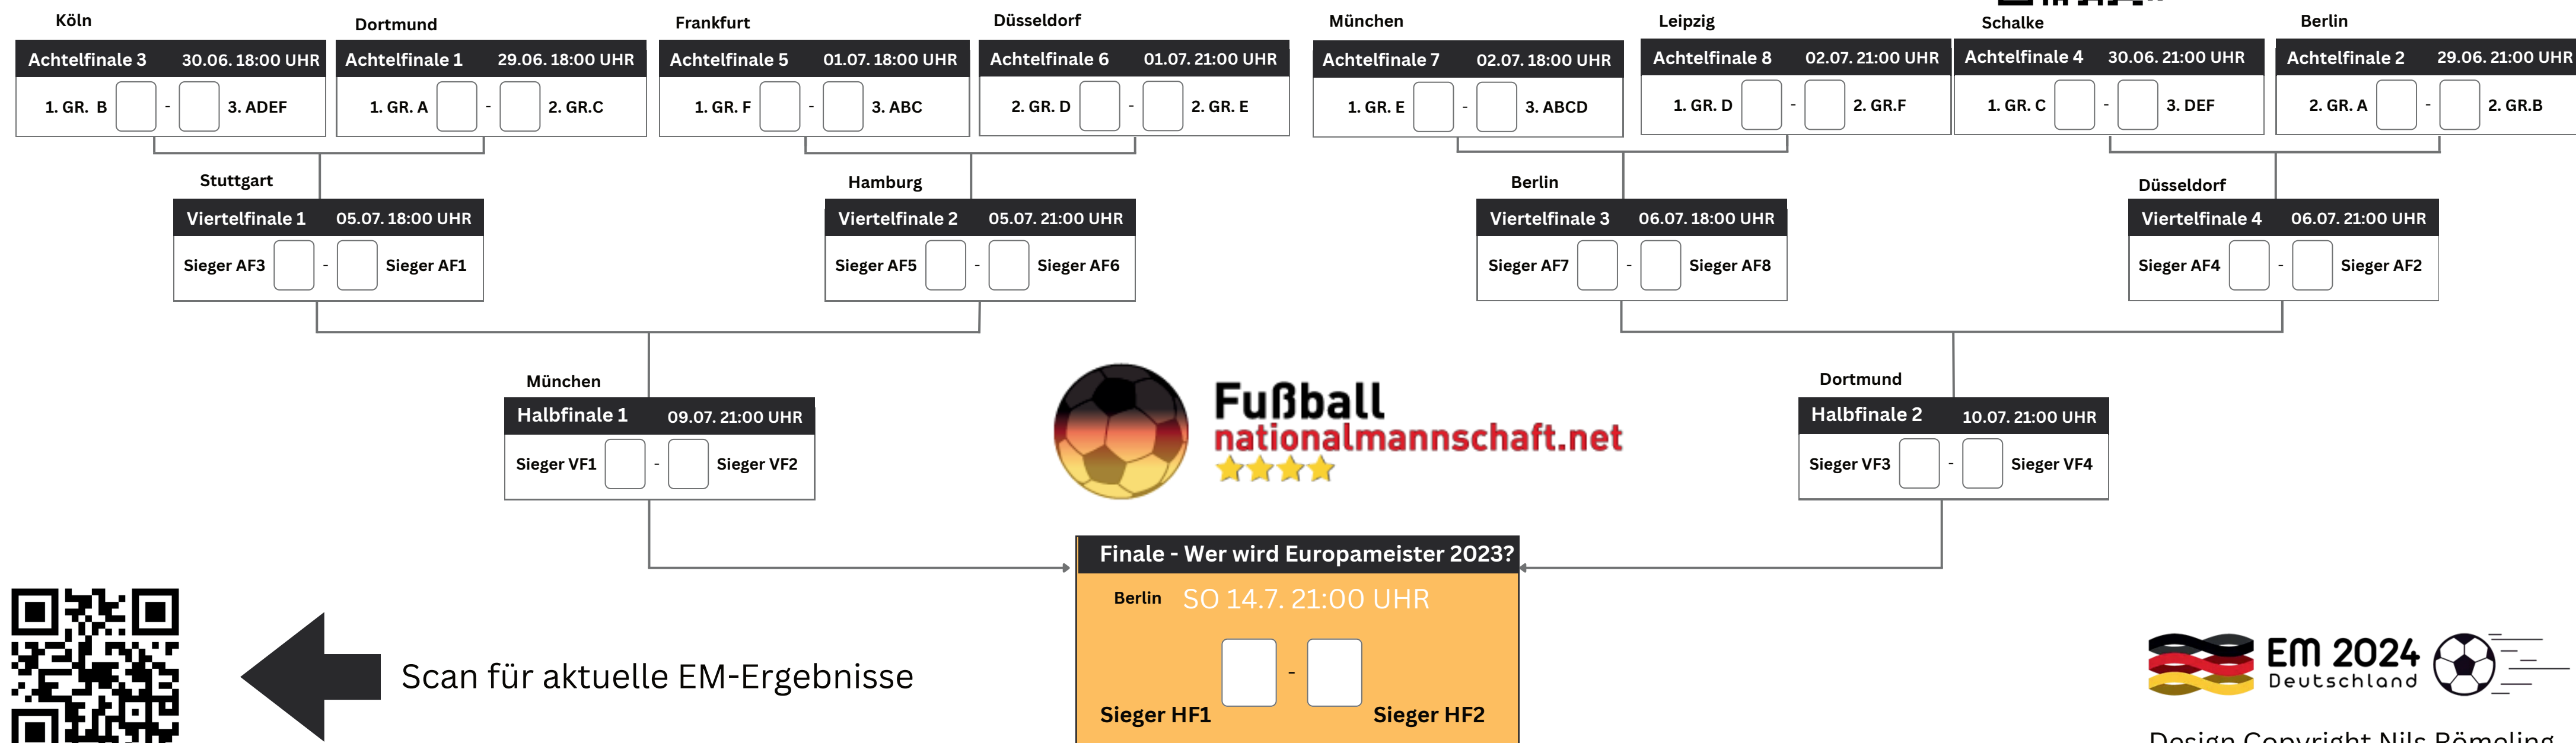 Köln
Achtelfinale 3 30.06. 18:00 UHR
1. GR. B - 3. ADEF
Dortmund
Achtelfinale 1 29.06. 18:00 UHR
1. GR. A - 2. GR.C
Frankfurt
Achtelfinale 5 01.07. 18:00 UHR
1. GR. F - 3. ABC
Düsseldorf
Achtelfinale 6 01.07. 21:00 UHR
2. GR. D - 2. GR. E
München
Achtelfinale 7 02.07. 18:00 UHR
1. GR. E - 3. ABCD
Leipzig
Achtelfinale 8 02.07. 21:00 UHR
1. GR. D - 2. GR.F
Schalke
Achtelfinale 4 30.06. 21:00 UHR
1. GR. C - 3. DEF
Berlin
Achtelfinale 2 29.06. 21:00 UHR
2. GR. A - 2. GR.B
Stuttgart
Viertelfinale 1 05.07. 18:00 UHR
Sieger AF3 - Sieger AF1
Hamburg
Viertelfinale 2 05.07. 21:00 UHR
Sieger AF5 - Sieger AF6
Berlin
Viertelfinale 3 06.07. 18:00 UHR
Sieger AF7 - Sieger AF8
Düsseldorf
Viertelfinale 4 06.07. 21:00 UHR
Sieger AF4 - Sieger AF2
München
Halbfinale 1 09.07. 21:00 UHR
Sieger VF1 - Sieger VF2
Fußball
nationalmannschaft.net
Dortmund
Halbfinale 2 10.07. 21:00 UHR
Sieger VF3 - Sieger VF4
Finale - Wer wird Europameister 2023?
Berlin SO 14.7. 21:00 UHR
-
Sieger HF1 Sieger HF2
Scan für aktuelle EM-Ergebnisse
EM 2024
Deutschland
Design Copyright Nils Römeling